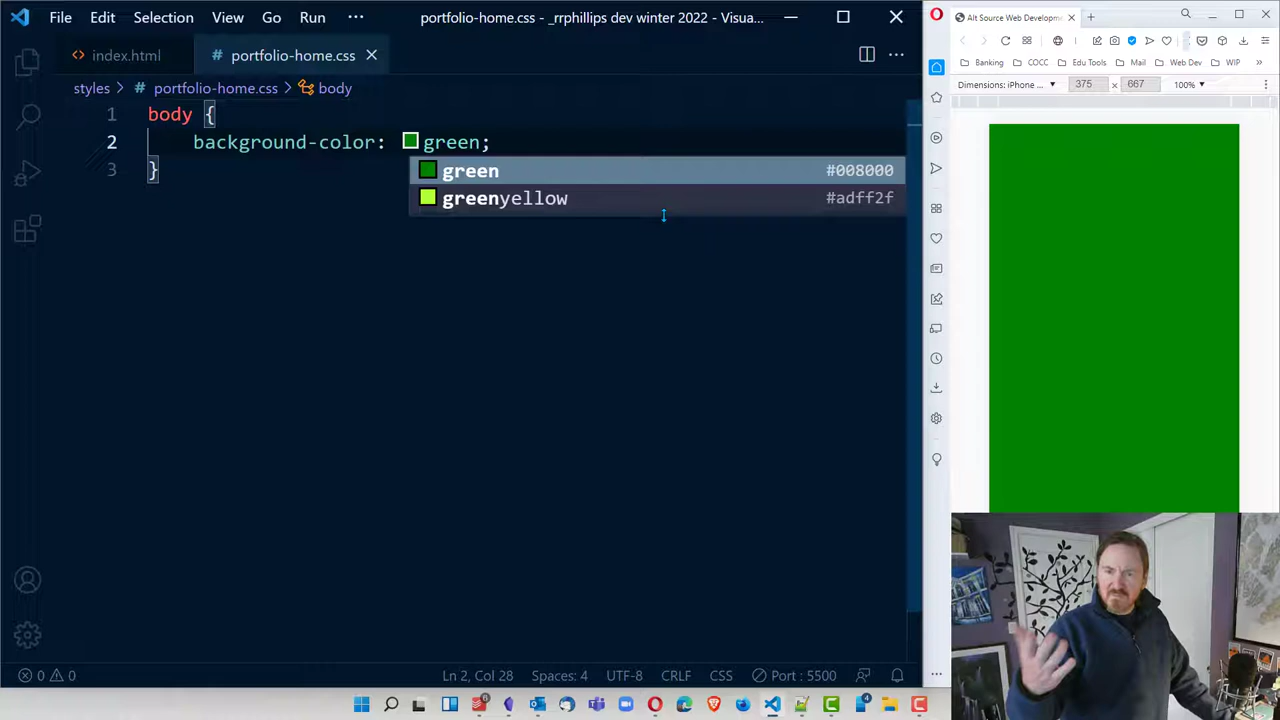 File Edit Selection View Go Run ··· portfolio-home.css - _rrphillips dev winter 2022 - Visua...
index.html # portfolio-home.css
styles > # portfolio-home.css > body
1 body {
2 background-color: green;
3 }
green #008000
greenyellow #adff2f
0 0 Ln 2, Col 28 Spaces: 4 UTF-8 CRLF CSS Port : 5500
Alt Source Web Developm
Banking COCC Edu Tools Mail Web Dev WIP »
Dimensions: iPhone ... 375 x 667 100%